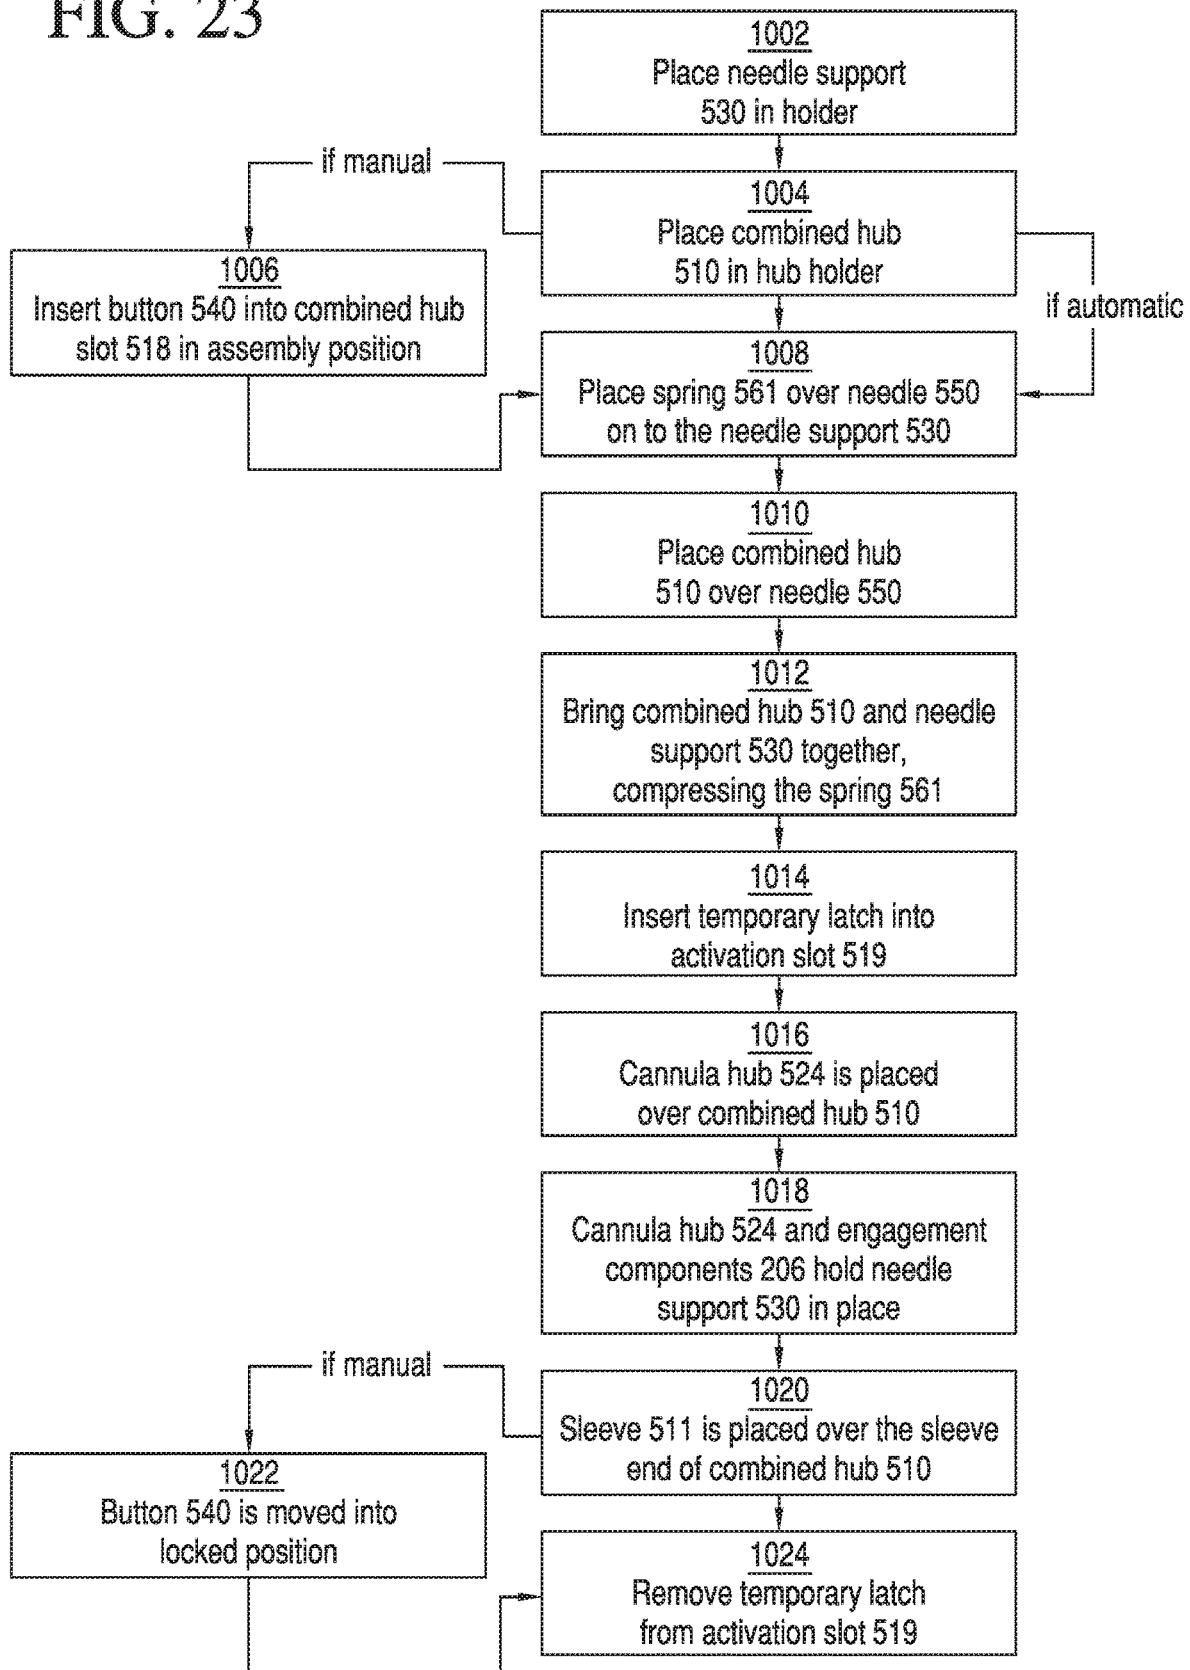 FIG. 23
1002
Place needle support
530 in holder
if manual
1004
Place combined hub
510 in hub holder
if automatic
1006
Insert button 540 into combined hub
slot 518 in assembly position
1008
Place spring 561 over needle 550
on to the needle support 530
1010
Place combined hub
510 over needle 550
1012
Bring combined hub 510 and needle
support 530 together,
compressing the spring 561
1014
Insert temporary latch into
activation slot 519
1016
Cannula hub 524 is placed
over combined hub 510
1018
Cannula hub 524 and engagement
components 206 hold needle
support 530 in place
if manual
1020
Sleeve 511 is placed over the sleeve
end of combined hub 510
1022
Button 540 is moved into
locked position
1024
Remove temporary latch
from activation slot 519